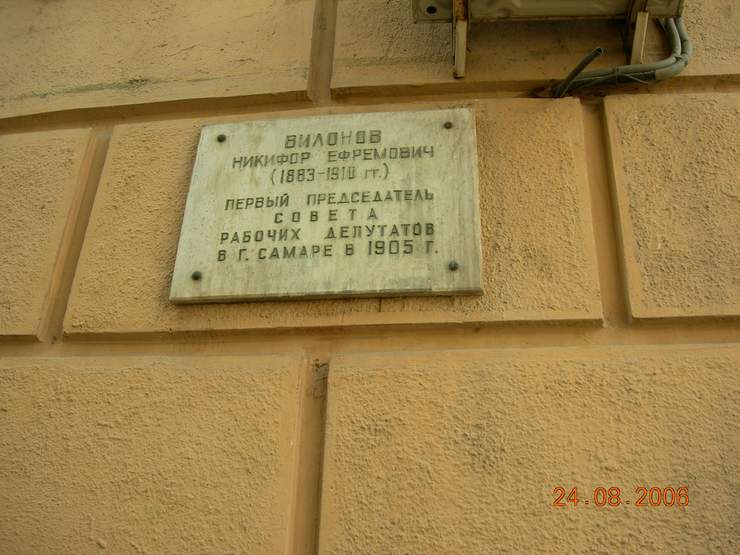 ВИЛОНОВ
НИКИФОР ЕФРЕМОВИЧ
(1883-1910 гг.)
ПЕРВЫЙ ПРЕДСЕДАТЕЛЬ
СОВЕТА
РАБОЧИХ ДЕПУТАТОВ
В Г. САМАРЕ В 1905 Г.
24.08.2006